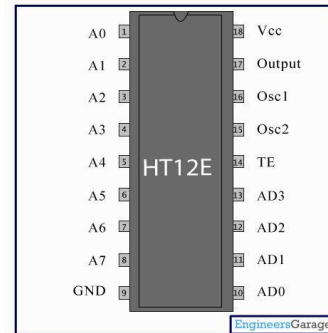 A0 1 18 Vcc
A1 2 17 Output
A2 3 16 Osc1
A3 4 15 Osc2
A4 5 HT12E 14 TE
A5 6 13 AD3
A6 7 12 AD2
A7 8 11 AD1
GND 9 10 AD0
EngineersGarage